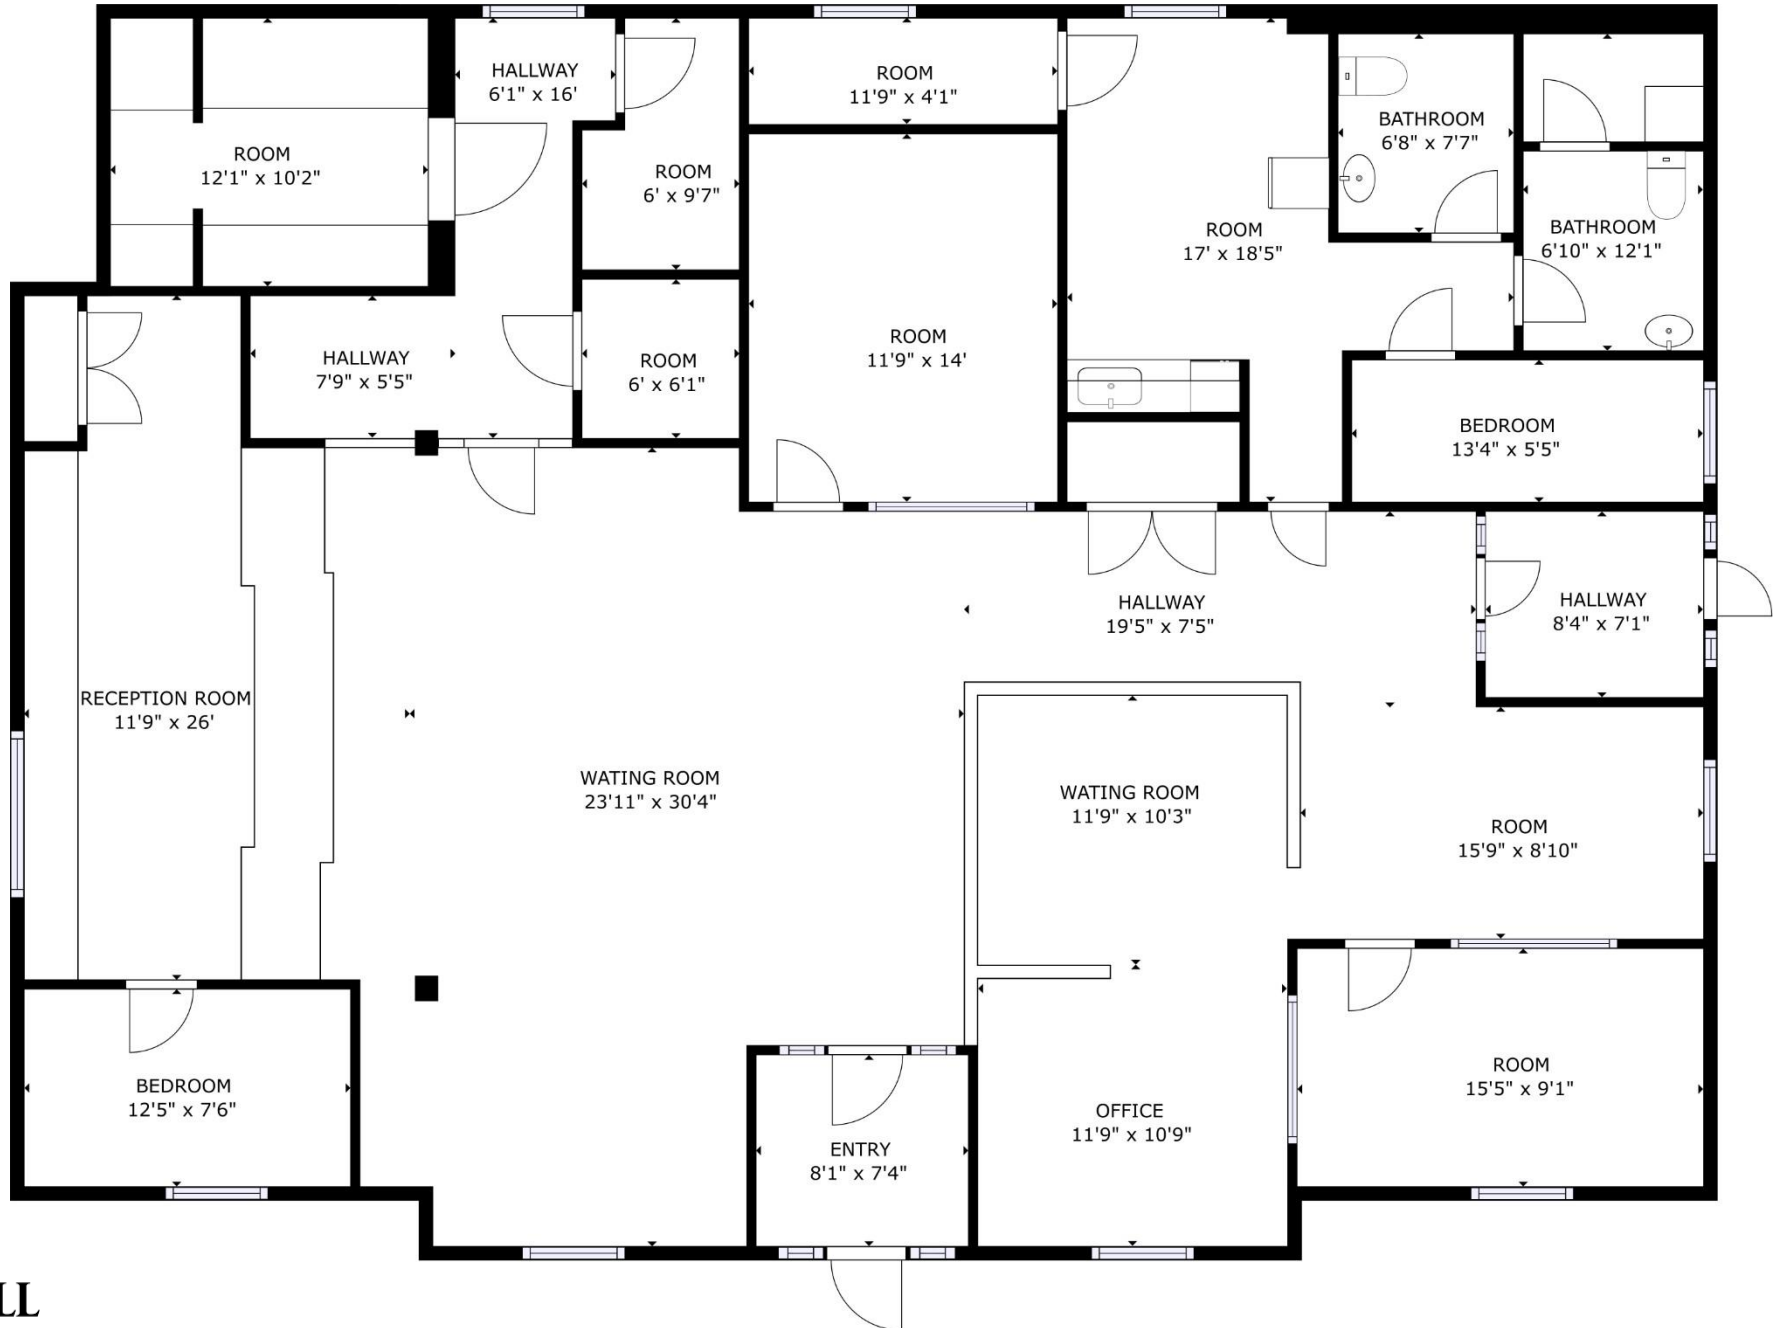 HALLWAY
6'1" x 16'
ROOM
11'9" x 4'1"
BATHROOM
6'8" x 7'7"
ROOM
12'1" x 10'2"
ROOM
6' x 9'7"
ROOM
17' x 18'5"
BATHROOM
6'10" x 12'1"
HALLWAY
7'9" x 5'5"
ROOM
6' x 6'1"
ROOM
11'9" x 14'
BEDROOM
13'4" x 5'5"
HALLWAY
19'5" x 7'5"
HALLWAY
8'4" x 7'1"
RECEPTION ROOM
11'9" x 26'
WATING ROOM
23'11" x 30'4"
WATING ROOM
11'9" x 10'3"
ROOM
15'9" x 8'10"
BEDROOM
12'5" x 7'6"
ENTRY
8'1" x 7'4"
OFFICE
11'9" x 10'9"
ROOM
15'5" x 9'1"
LL